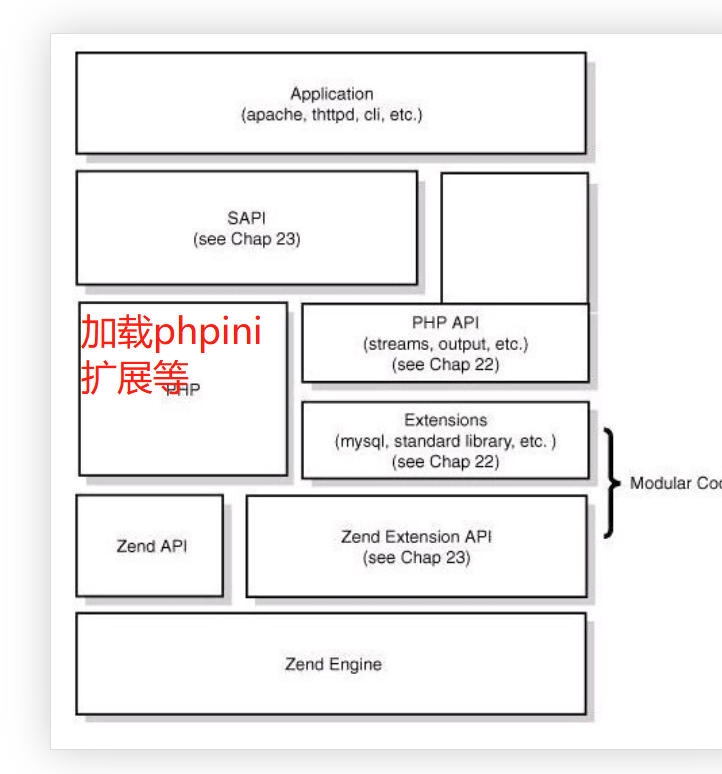 Application
(apache, thttpd, cli, etc.)
SAPI
(see Chap 23)
加载phpini
扩展等
PHP
PHP API
(streams, output, etc.)
(see Chap 22)
Extensions
(mysql, standard library, etc. )
(see Chap 22)
Modular Coc
Zend API
Zend Extension API
(see Chap 23)
Zend Engine